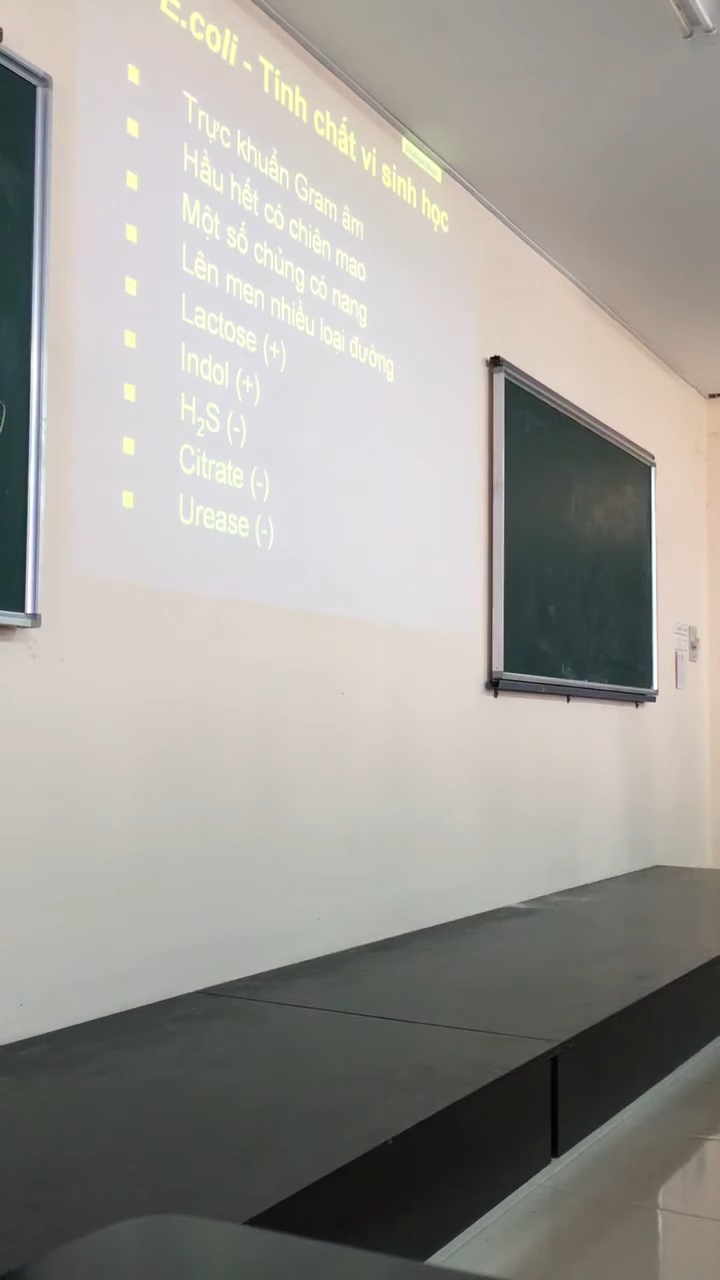 E.coli - Tính chất vi sinh học
■ Trực khuẩn Gram âm
■ Hầu hết có chiên mao
■ Một số chủng có nang
■ Lên men nhiều loại đường
■ Lactose (+)
■ Indol (+)
■ H₂S (-)
■ Citrate (-)
■ Urease (-)